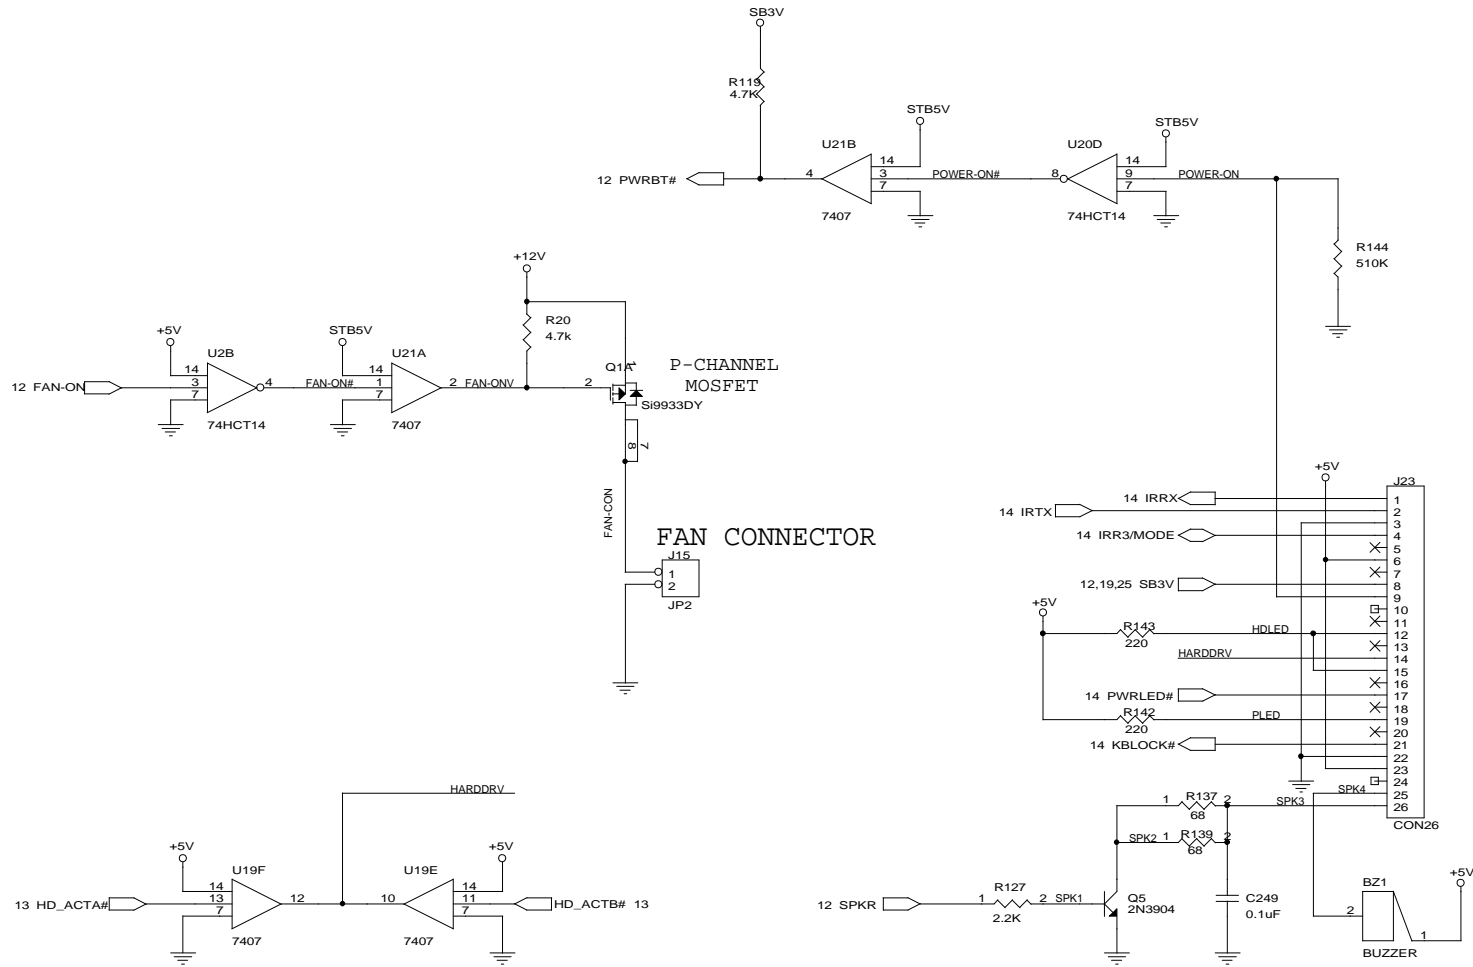 SB3V
R119
4.7K
STB5V
STB5V
U21B
U20D
14
14
12 PWRBT#
4
3
POWER-ON#
8
9
POWER-ON
7
7
7407
74HCT14
R144
510K
+12V
+5V
STB5V
R20
4.7k
U2B
U21A
Q1A
1
P-CHANNEL
MOSFET
14
14
12 FAN-ON
3
4
FAN-ON#
1
2
FAN-ONV
2
7
7
Si9933DY
74HCT14
7407
8
7
FAN-CON
FAN CONNECTOR
J15
1
2
JP2
+5V
J23
14 IRRX
1
14 IRTX
2
3
14 IRR3/MODE
4
5
6
7
12,19,25 SB3V
8
9
+5V
10
11
R143
220
HDLED
12
13
HARDDRV
14
15
16
14 PWRLED#
17
18
R142
220
PLED
19
20
14 KBLOCK#
21
22
23
24
SPK4
25
SPK3
26
CON26
1
R137
2
68
SPK2
1
R139
2
68
HARDDRV
+5V
+5V
U19F
U19E
14
14
13 HD_ACTA#
13
12
10
11
HD_ACTB# 13
7
7
7407
7407
12 SPKR
1
R127
2
2.2K
SPK1
Q5
2N3904
C249
0.1uF
BZ1
+5V
2
1
BUZZER